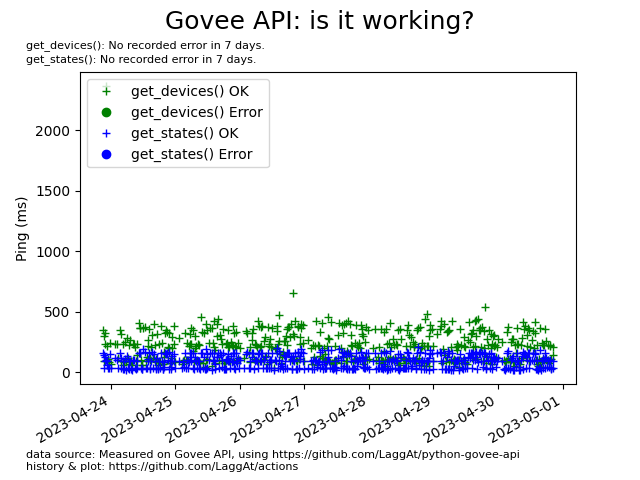 Govee API: is it working?
get_devices(): No recorded error in 7 days.
get_states(): No recorded error in 7 days.
get_devices() OK
get_devices() Error
get_states() OK
get_states() Error
Ping (ms)
2000
1500
1000
500
0
2023-04-24
2023-04-25
2023-04-26
2023-04-27
2023-04-28
2023-04-29
2023-04-30
2023-05-01
data source: Measured on Govee API, using https://github.com/LaggAt/python-govee-api
history & plot: https://github.com/LaggAt/actions